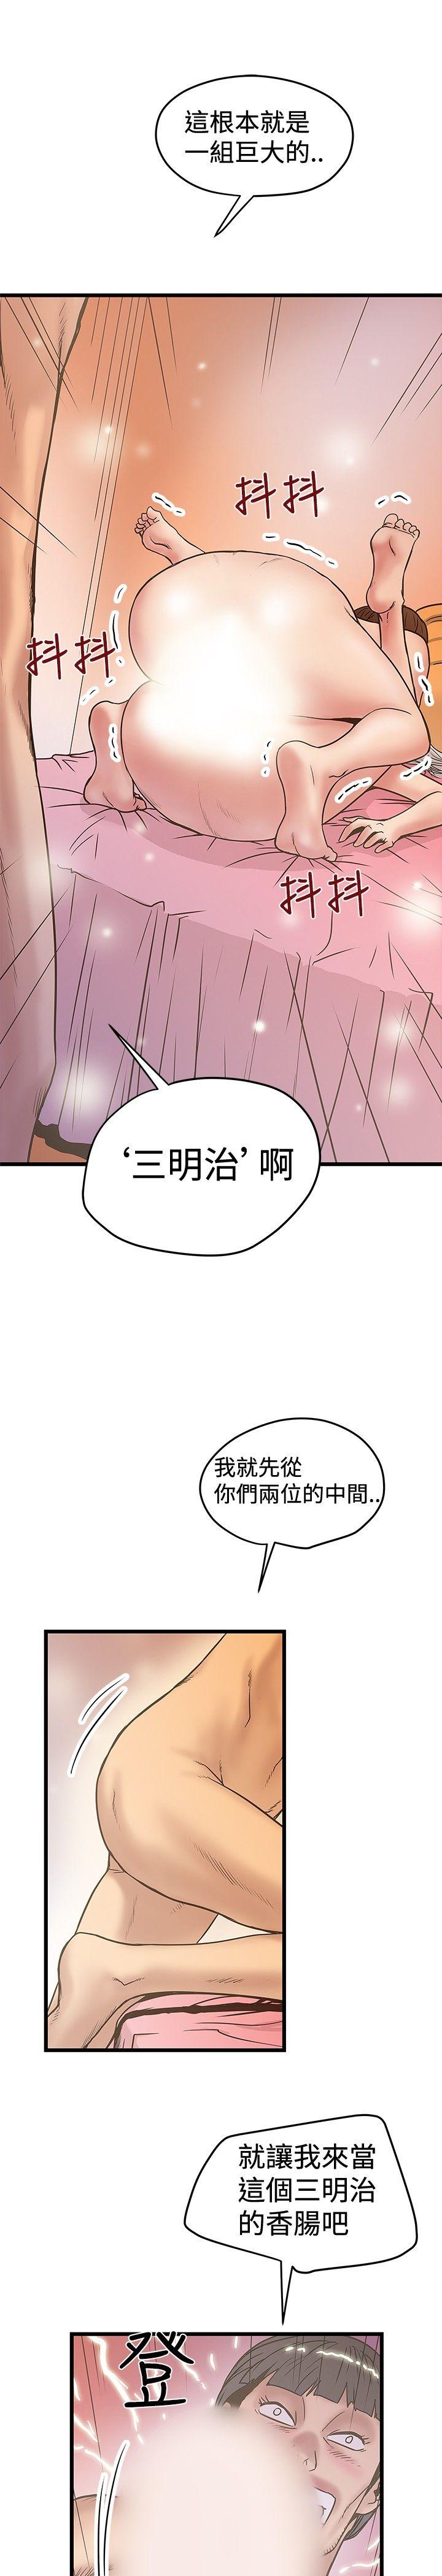 這根本就是
一組巨大的..
抖抖
抖抖
抖抖
‘三明治’啊
我就先從
你們兩位的中間..
就讓我來當
這個三明治
的香腸吧
登